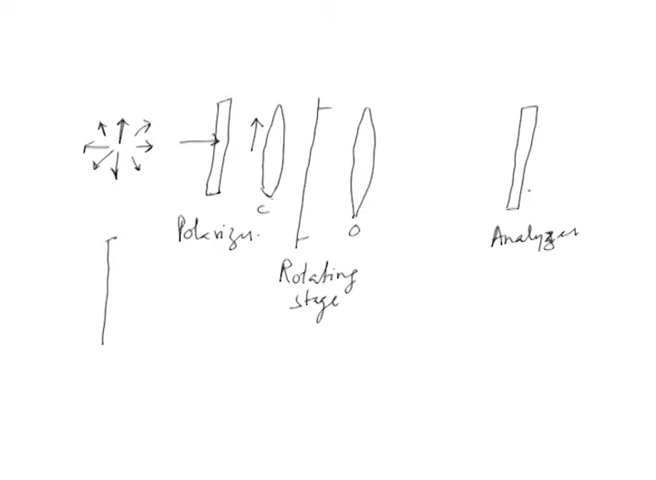 C
O
Polarizer.
Analyzer
Rotating
stage